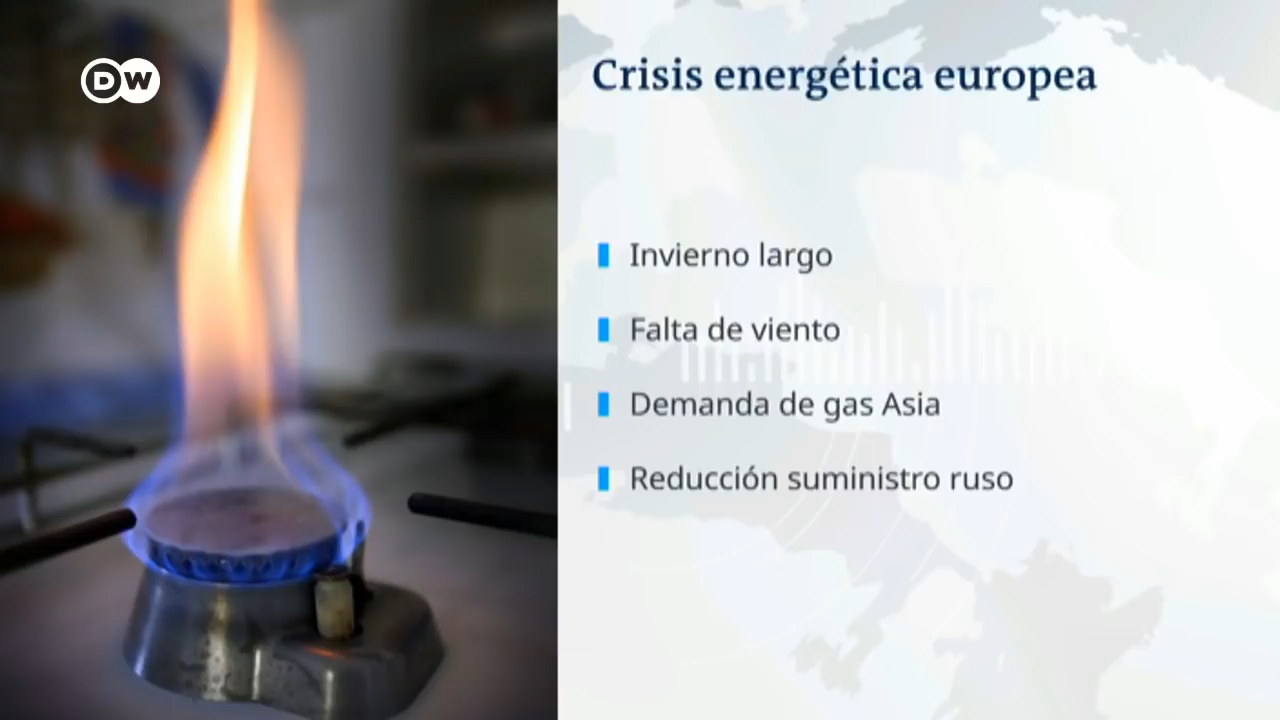 DW
Crisis energética europea
Invierno largo
Falta de viento
Demanda de gas Asia
Reducción suministro ruso